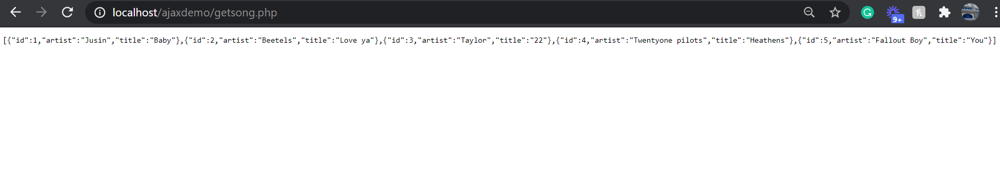 localhost/ajaxdemo/getsong.php
9+
[{"id":1,"artist":"Jusin","title":"Baby"},{"id":2,"artist":"Beetels","title":"Love ya"},{"id":3,"artist":"Taylor","title":"22"},{"id":4,"artist":"Twentyone pilots","title":"Heathens"},{"id":5,"artist":"Fallout Boy","title":"You"}]